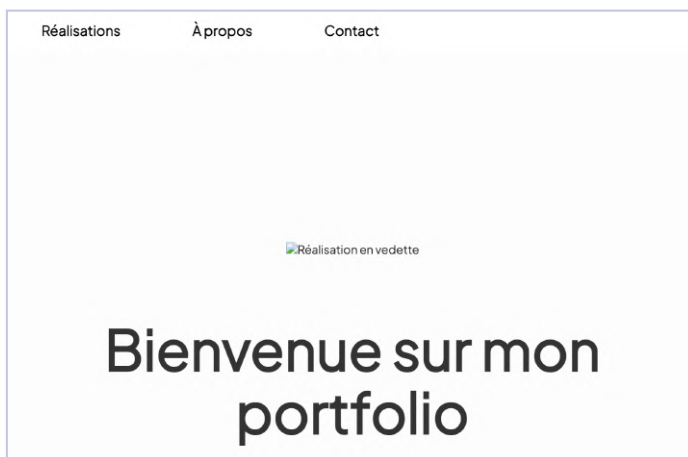 Réalisations À propos Contact
Réalisation en vedette
Bienvenue sur mon
portfolio